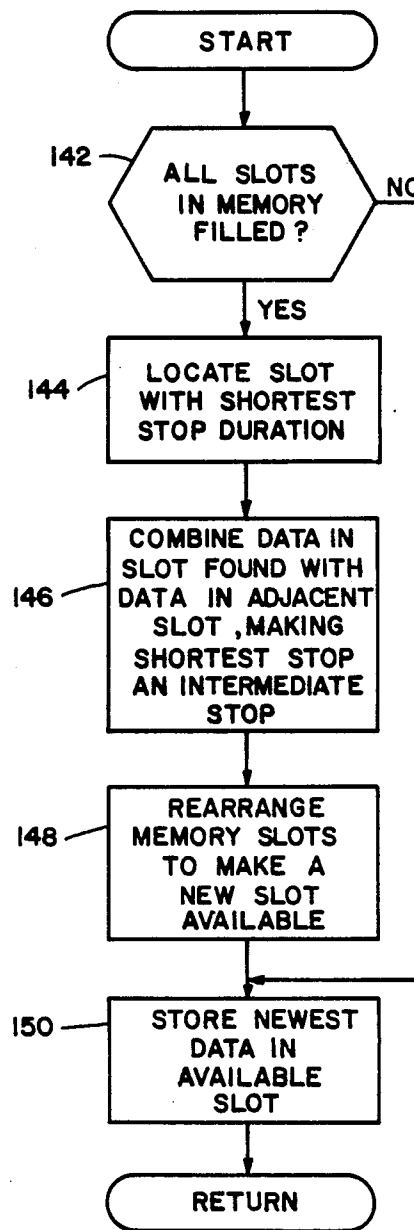 START
142
ALL SLOTS
IN MEMORY
FILLED ?
NO
YES
144
LOCATE SLOT
WITH SHORTEST
STOP DURATION
146
COMBINE DATA IN
SLOT FOUND WITH
DATA IN ADJACENT
SLOT , MAKING
SHORTEST STOP
AN INTERMEDIATE
STOP
148
REARRANGE
MEMORY SLOTS
TO MAKE A
NEW SLOT
AVAILABLE
150
STORE NEWEST
DATA IN
AVAILABLE
SLOT
RETURN